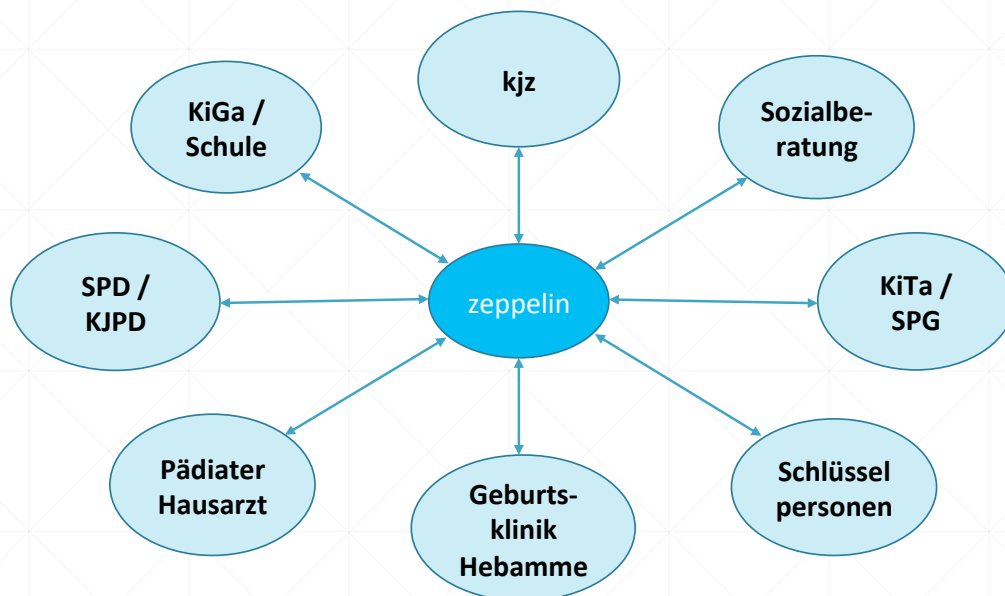 kjz
KiGa /
Schule
Sozialbe-
ratung
SPD /
KJPD
zeppelin
KiTa /
SPG
Pädiater
Hausarzt
Geburts-
klinik
Hebamme
Schlüssel
personen